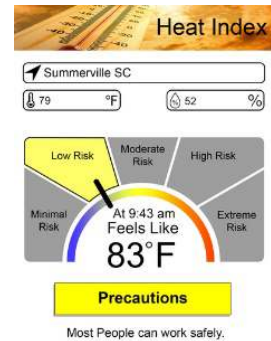 Heat Index
Summerville SC
79 °F
52 %
Low Risk
Moderate
Risk
High Risk
Minimal
Risk
Extreme
Risk
At 9:43 am
Feels Like
83°F
Precautions
Most People can work safely.